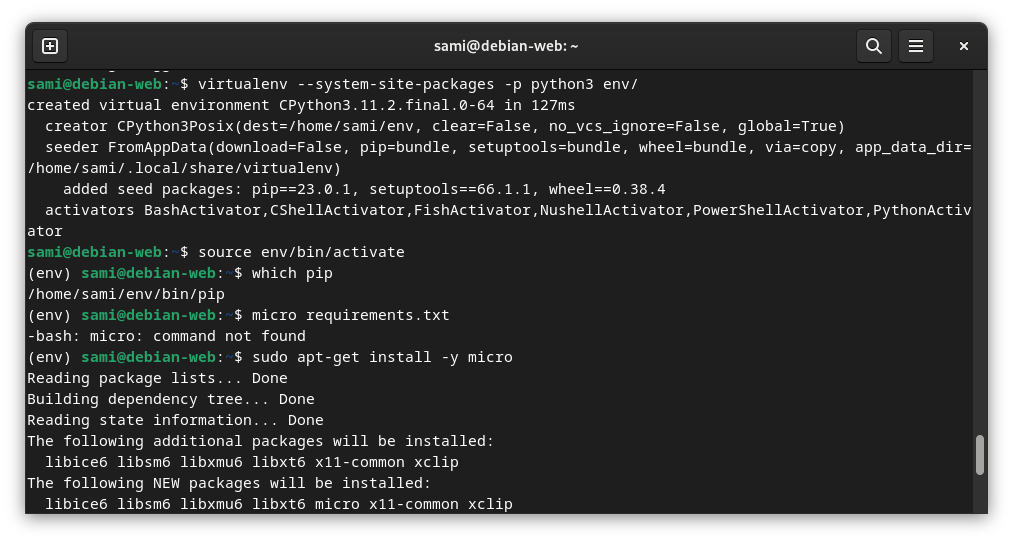 sami@debian-web: ~
sami@debian-web:~$ virtualenv --system-site-packages -p python3 env/
created virtual environment CPython3.11.2.final.0-64 in 127ms
  creator CPython3Posix(dest=/home/sami/env, clear=False, no_vcs_ignore=False, global=True)
  seeder FromAppData(download=False, pip=bundle, setuptools=bundle, wheel=bundle, via=copy, app_data_dir=
/home/sami/.local/share/virtualenv)
    added seed packages: pip==23.0.1, setuptools==66.1.1, wheel==0.38.4
  activators BashActivator,CShellActivator,FishActivator,NushellActivator,PowerShellActivator,PythonActiv
ator
sami@debian-web:~$ source env/bin/activate
(env) sami@debian-web:~$ which pip
/home/sami/env/bin/pip
(env) sami@debian-web:~$ micro requirements.txt
-bash: micro: command not found
(env) sami@debian-web:~$ sudo apt-get install -y micro
Reading package lists... Done
Building dependency tree... Done
Reading state information... Done
The following additional packages will be installed:
  libice6 libsm6 libxmu6 libxt6 x11-common xclip
The following NEW packages will be installed:
  libice6 libsm6 libxmu6 libxt6 micro x11-common xclip